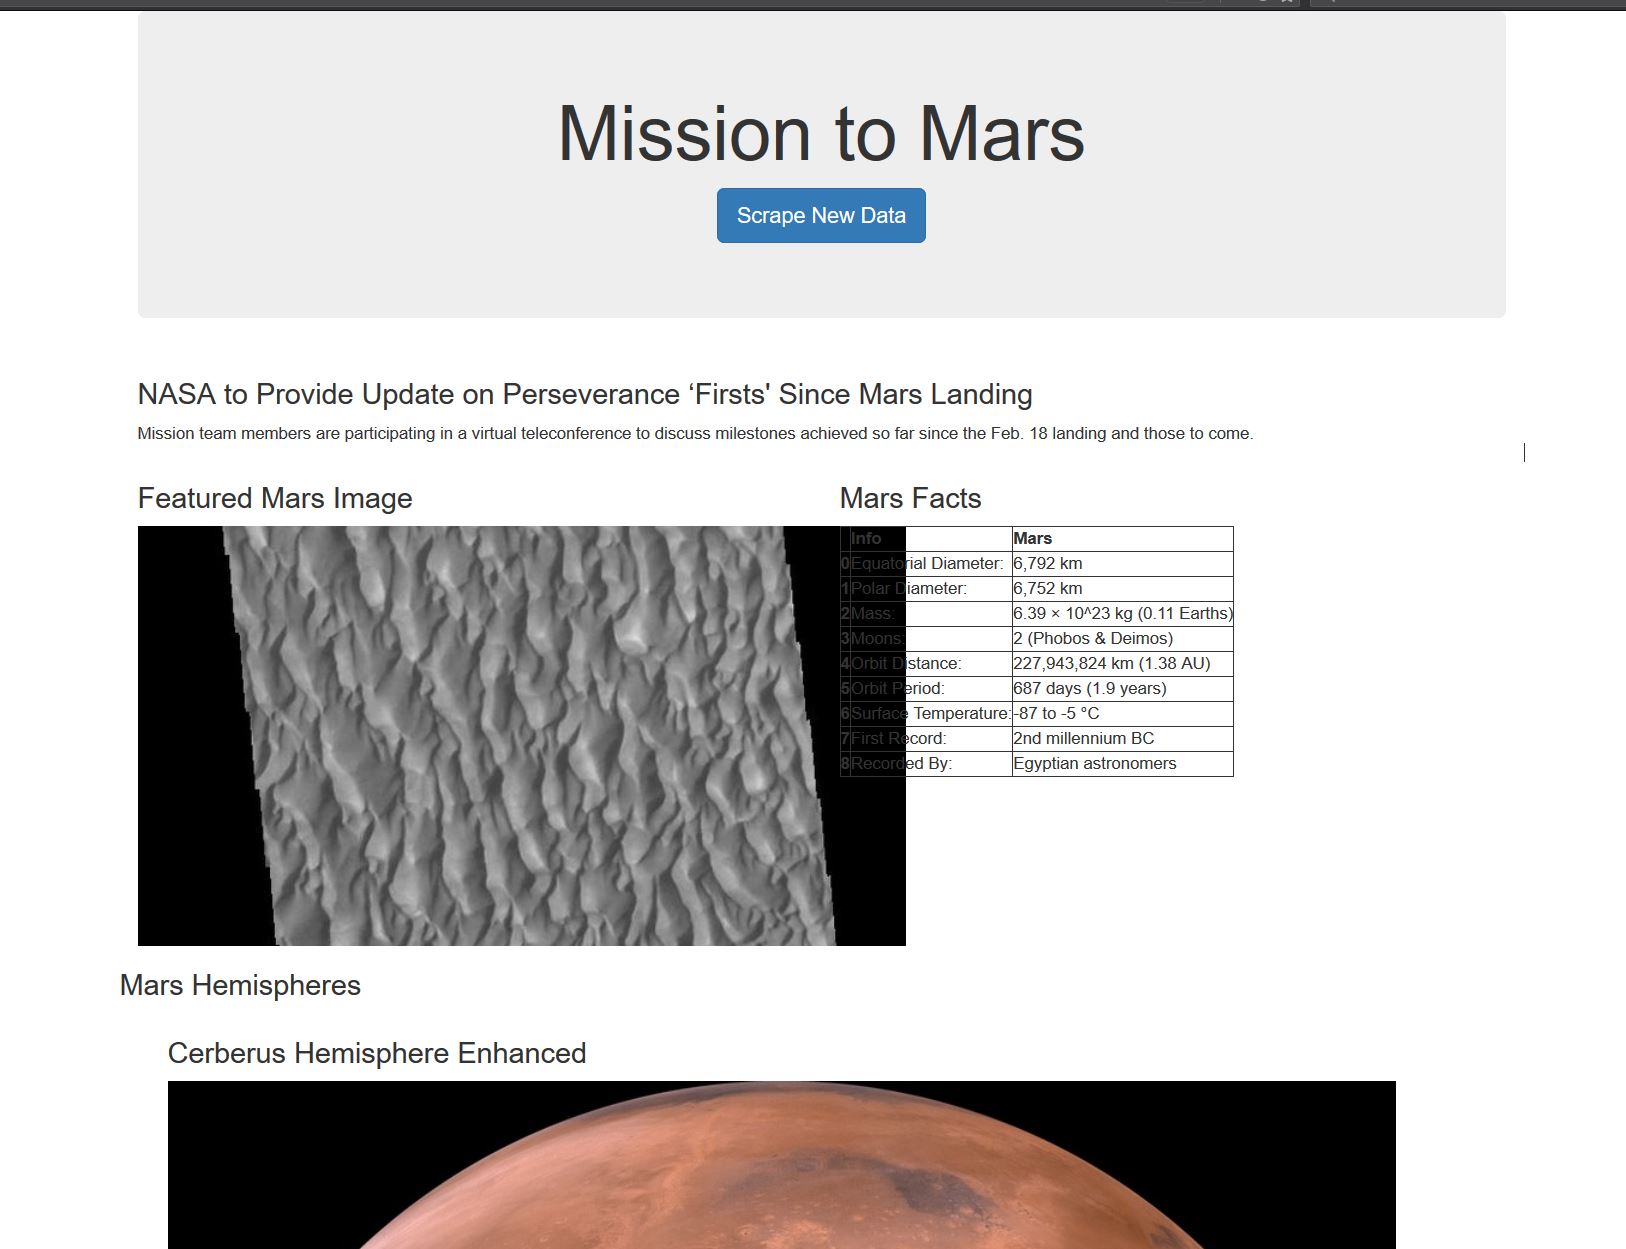 Mission to Mars
Scrape New Data
NASA to Provide Update on Perseverance ‘Firsts' Since Mars Landing
Mission team members are participating in a virtual teleconference to discuss milestones achieved so far since the Feb. 18 landing and those to come.
Featured Mars Image
Mars Facts
Info Mars
0 Equatorial Diameter: 6,792 km
1 Polar Diameter: 6,752 km
2 Mass: 6.39 × 10^23 kg (0.11 Earths)
3 Moons: 2 (Phobos & Deimos)
4 Orbit Distance: 227,943,824 km (1.38 AU)
5 Orbit Period: 687 days (1.9 years)
6 Surface Temperature: -87 to -5 °C
7 First Record: 2nd millennium BC
8 Recorded By: Egyptian astronomers
Mars Hemispheres
Cerberus Hemisphere Enhanced